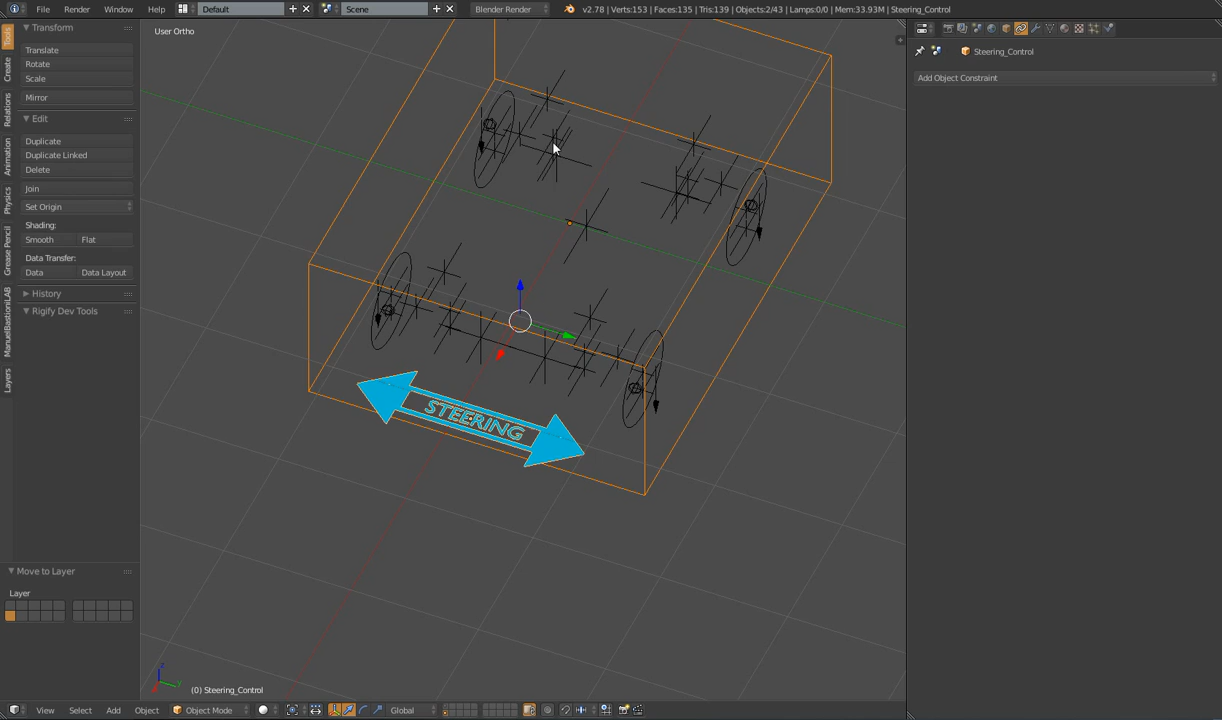 File Render Window Help Default Scene Blender Render v2.78 | Verts:153 | Faces:135 | Tris:139 | Objects:2/43 | Lamps:0/0 | Mem:33.93M | Steering_Control
Tools
Create
Relations
Animation
Physics
Grease Pencil
ManuelBastioniLAB
Layers
Transform
Translate
Rotate
Scale
Mirror
Edit
Duplicate
Duplicate Linked
Delete
Join
Set Origin
Shading:
Smooth Flat
Data Transfer:
Data Data Layout
History
Rigify Dev Tools
Move to Layer
Layer
User Ortho
STEERING
z
y
(0) Steering_Control
View Select Add Object Object Mode Global
Steering_Control
Add Object Constraint